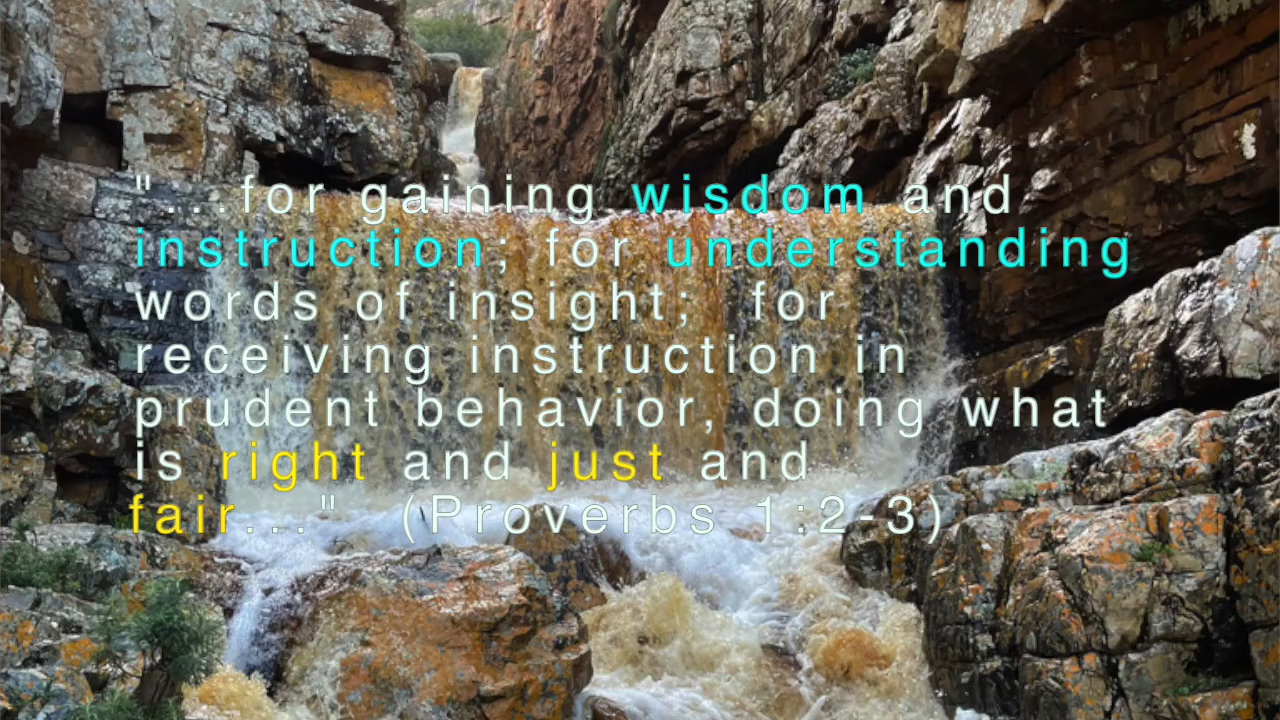 "...for gaining wisdom and
instruction; for understanding
words of insight;  for
receiving instruction in
prudent behavior, doing what
is right and just and
fair..."  (Proverbs 1:2-3)